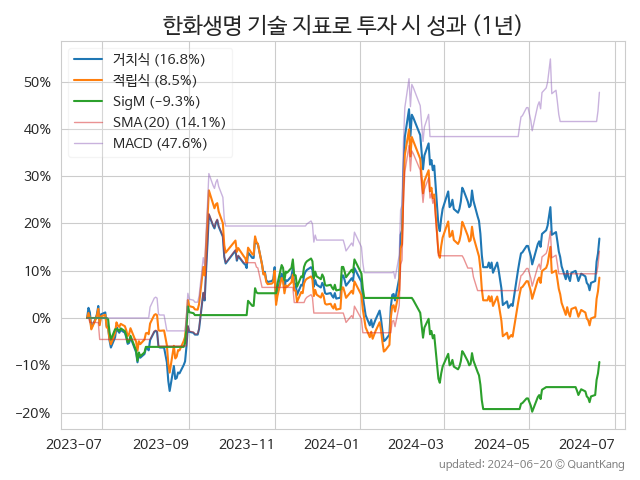 한화생명 기술 지표로 투자 시 성과 (1년)
거치식 (16.8%)
적립식 (8.5%)
SigM (−9.3%)
SMA(20) (14.1%)
MACD (47.6%)
50%
40%
30%
20%
10%
0%
−10%
−20%
2023-07 2023-09 2023-11 2024-01 2024-03 2024-05 2024-07
updated: 2024-06-20 © QuantKang